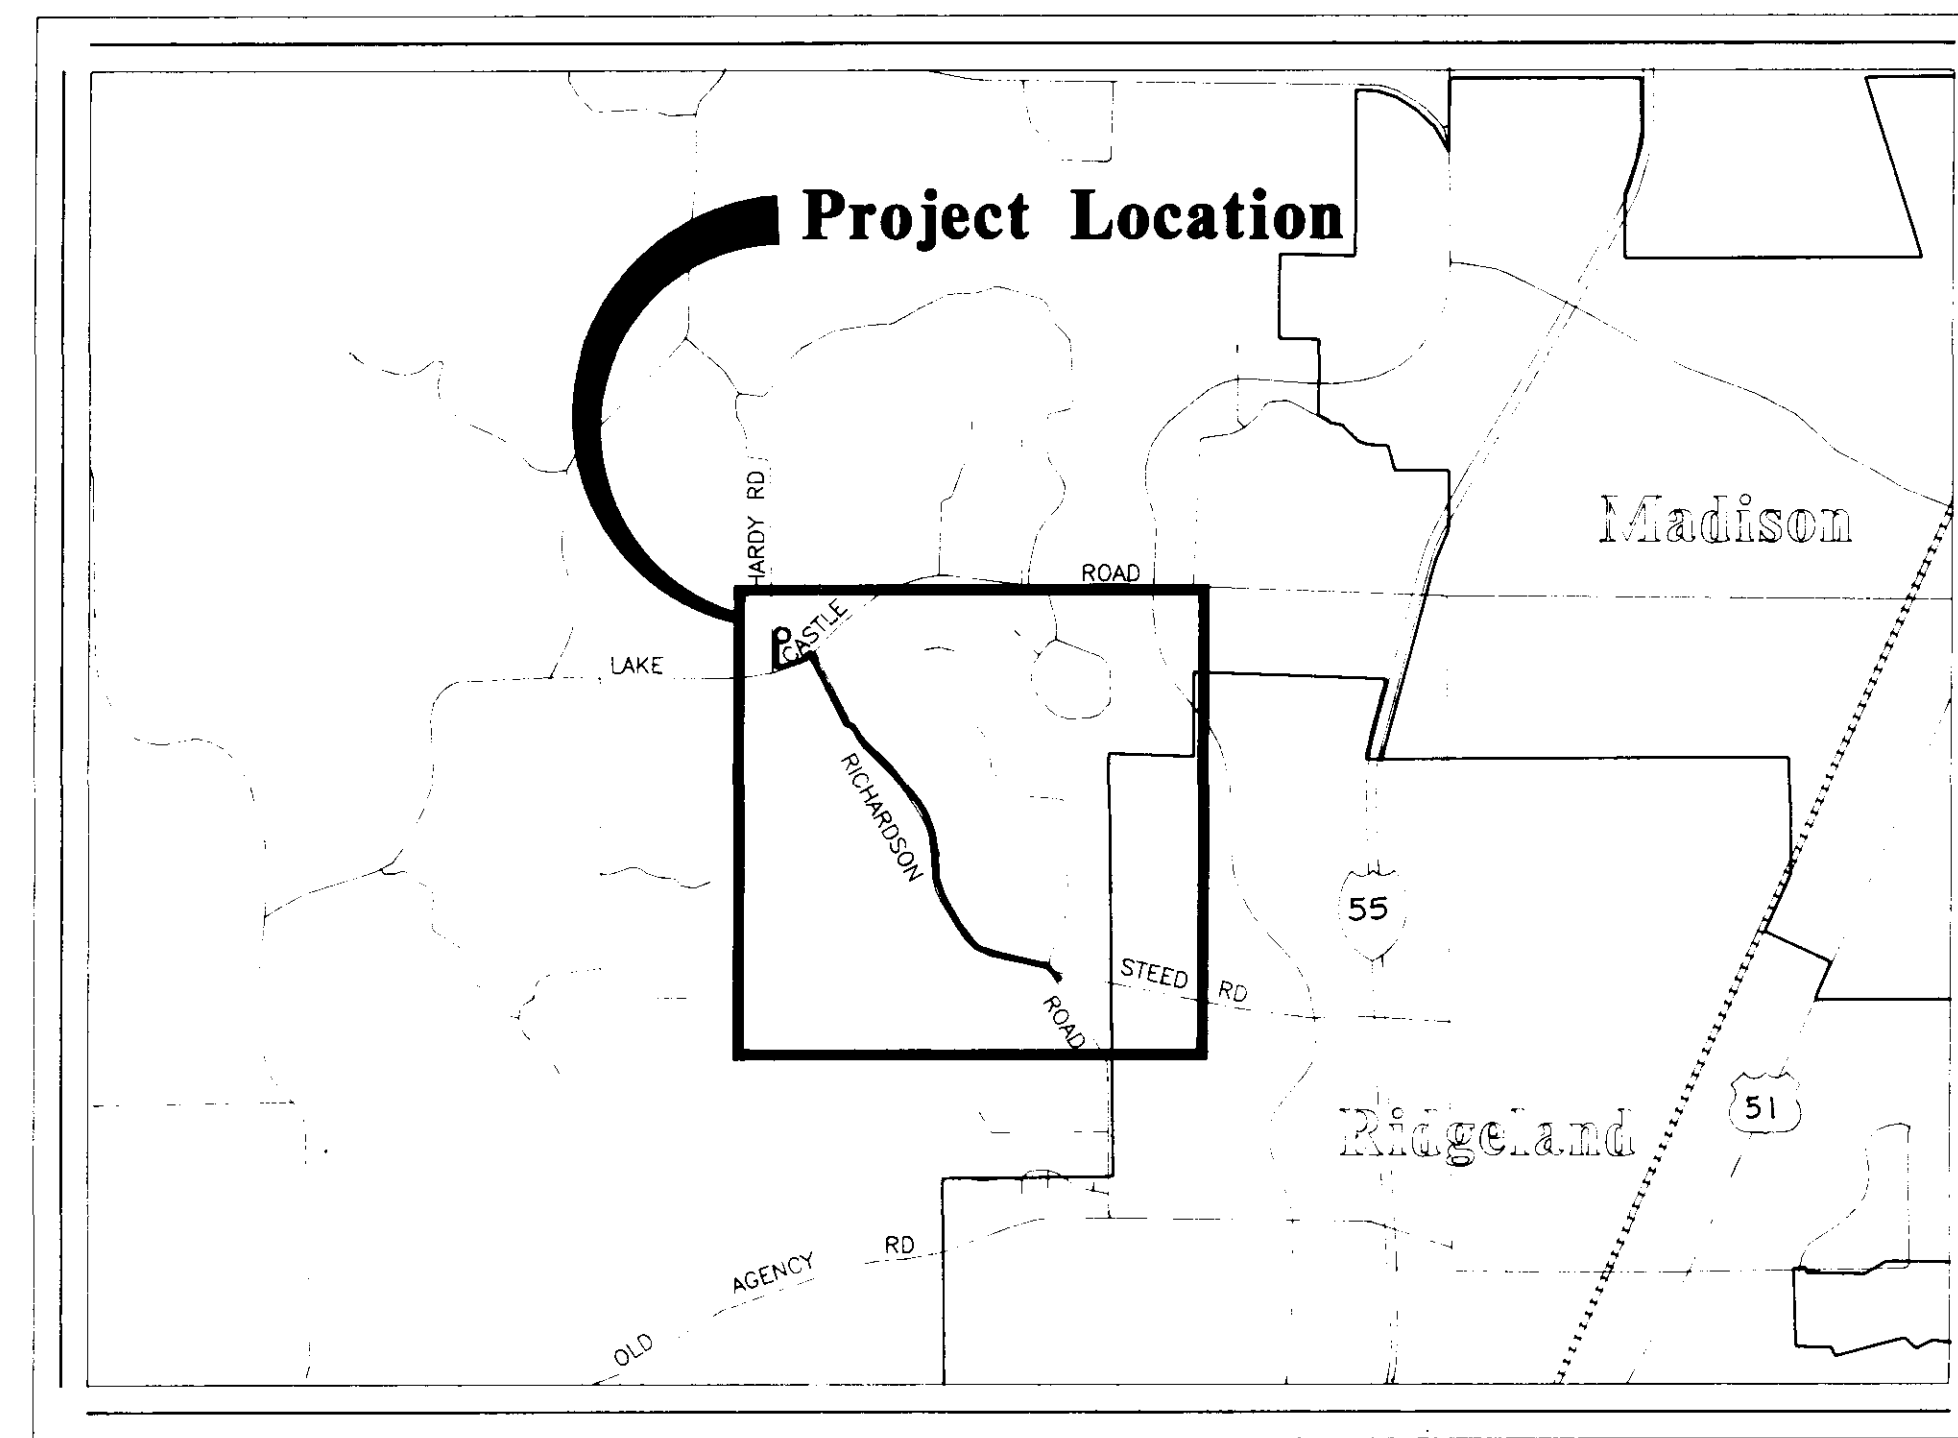 Project Location
Madison
HARDY RD
ROAD
CASTLE
LAKE
RICHARDSON
55
STEED RD
ROAD
51
Ridgeland
RD
AGENCY
OLD